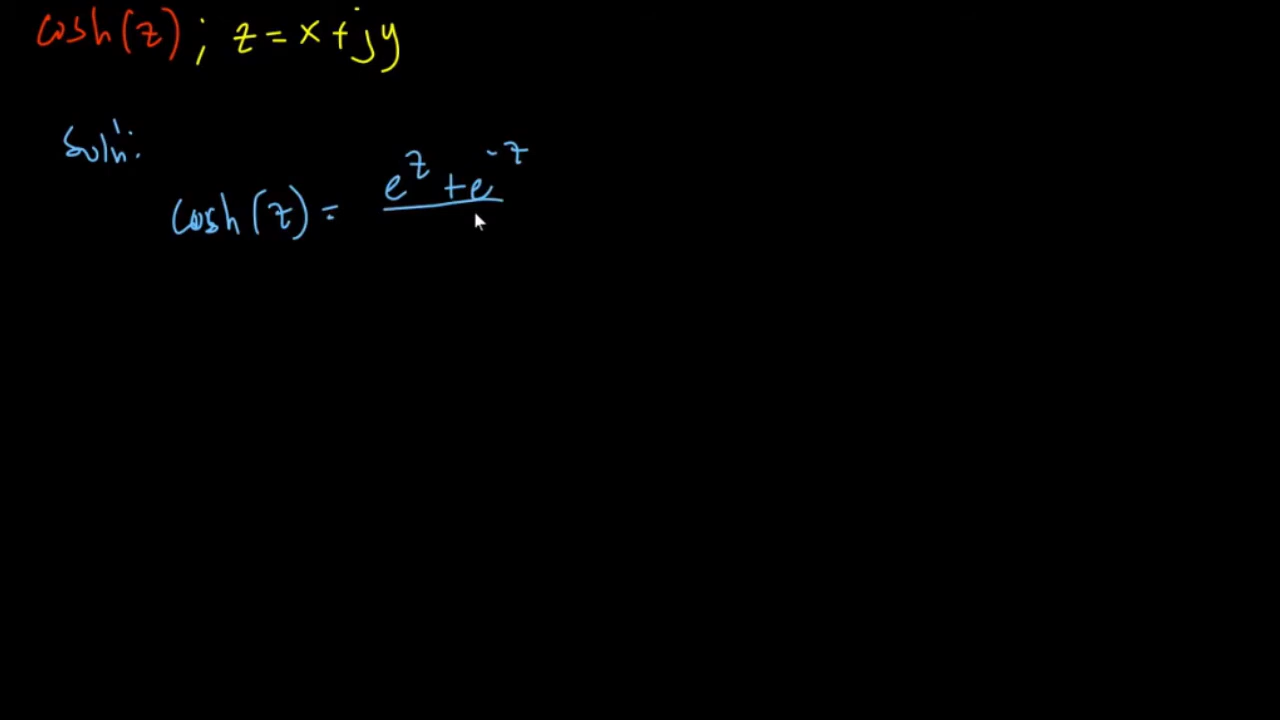 cosh(z); z = x + jy
Soln:
cosh(z) = e^z + e^-z